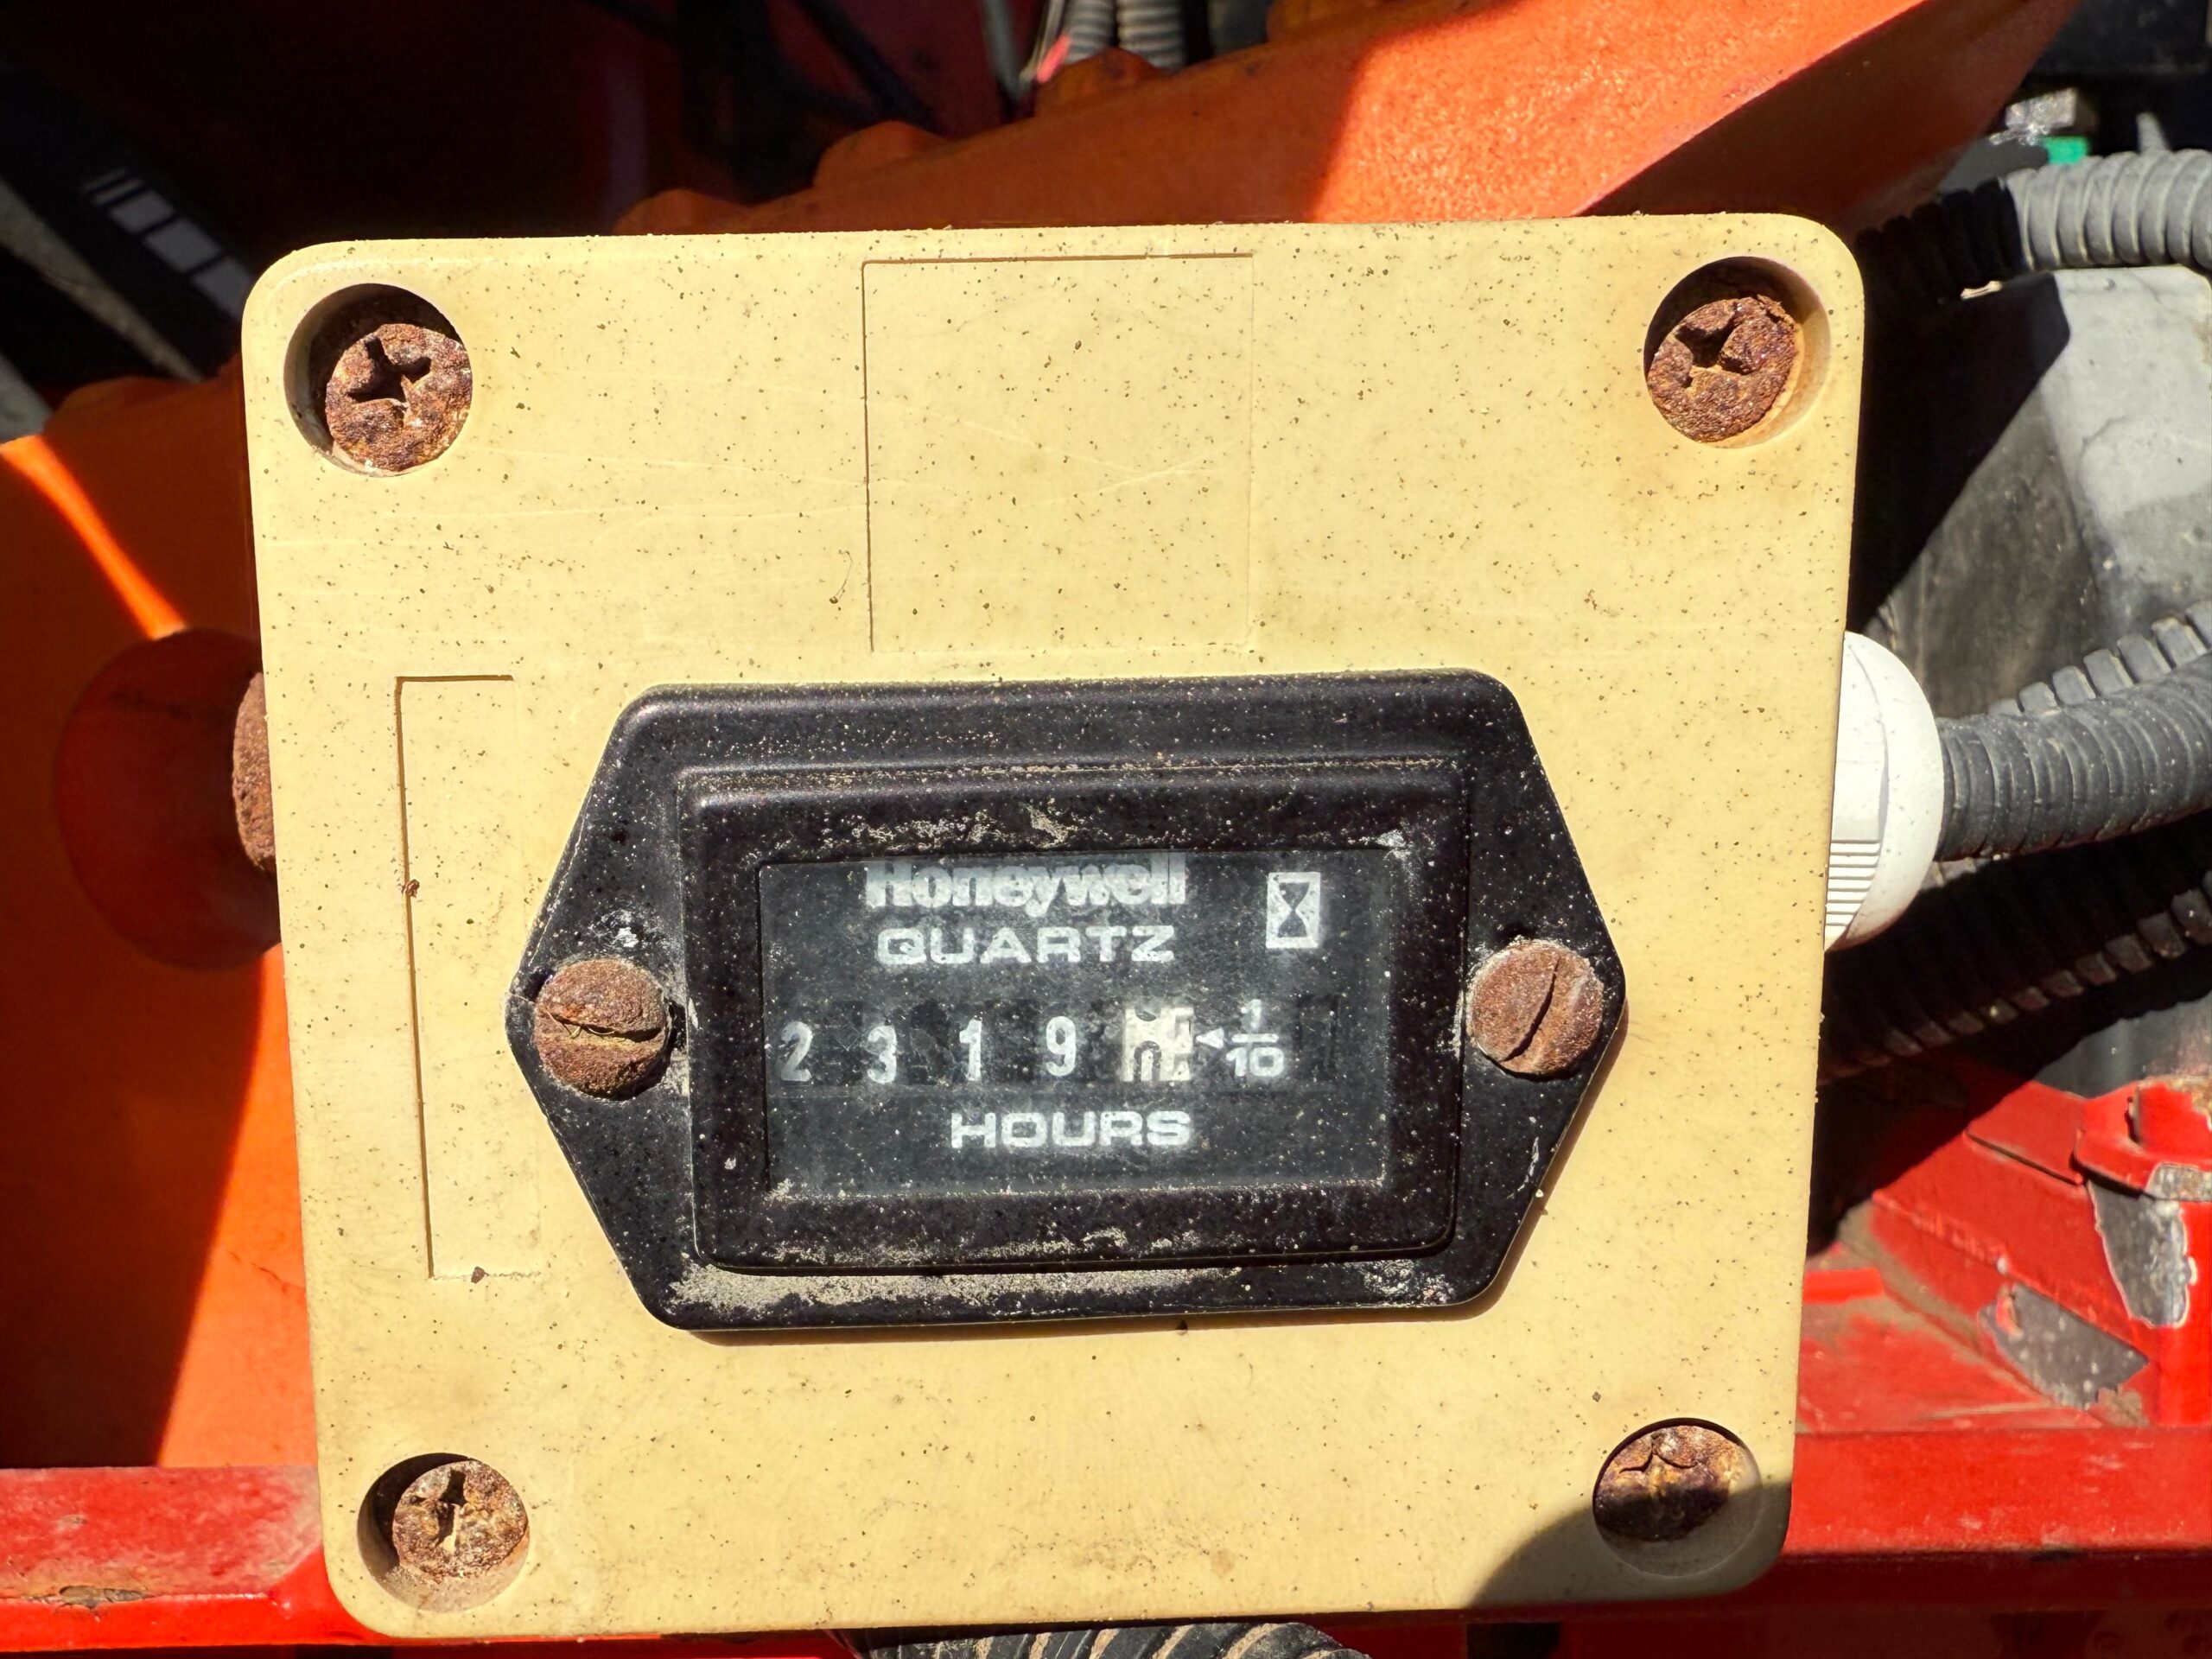 Honeywell
QUARTZ
2 3 1 9
1/10
HOURS